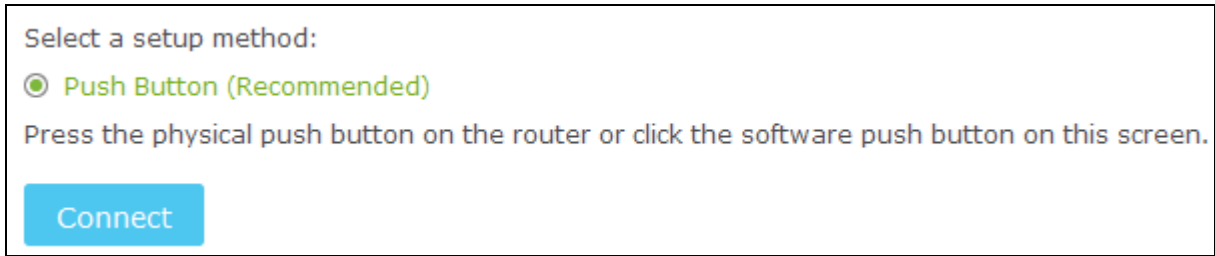 Select a setup method:
Push Button (Recommended)
Press the physical push button on the router or click the software push button on this screen.
Connect